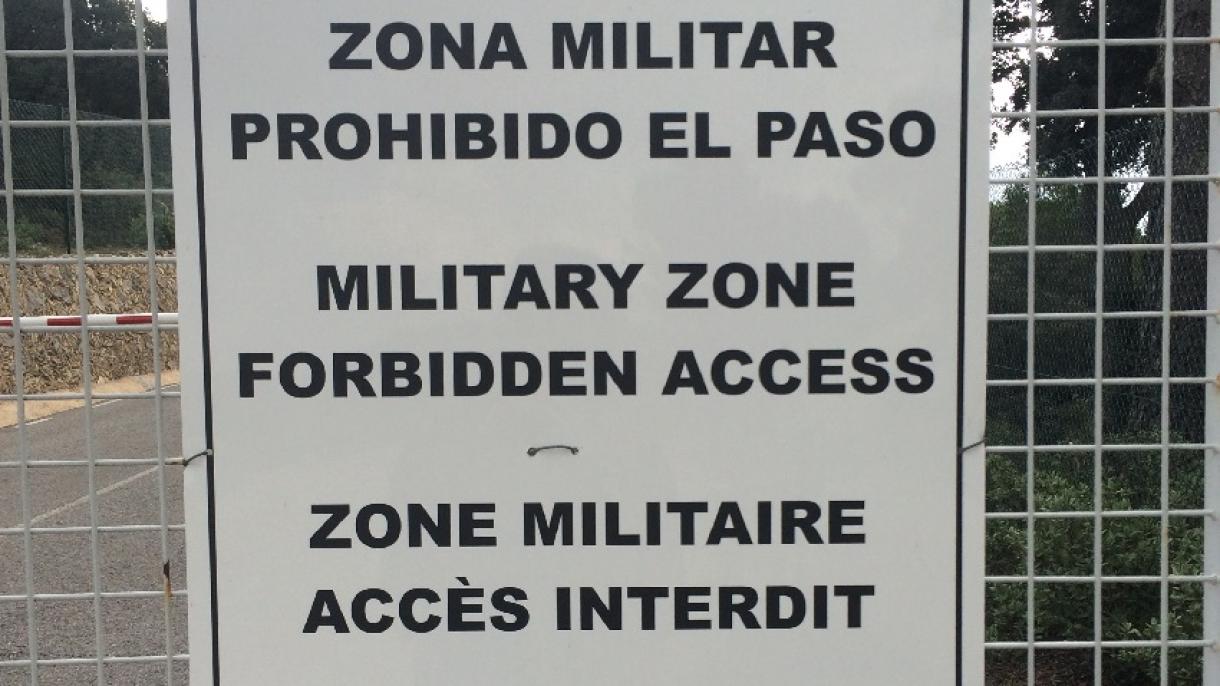 ZONA MILITAR
PROHIBIDO EL PASO
MILITARY ZONE
FORBIDDEN ACCESS
ZONE MILITAIRE
ACCÈS INTERDIT